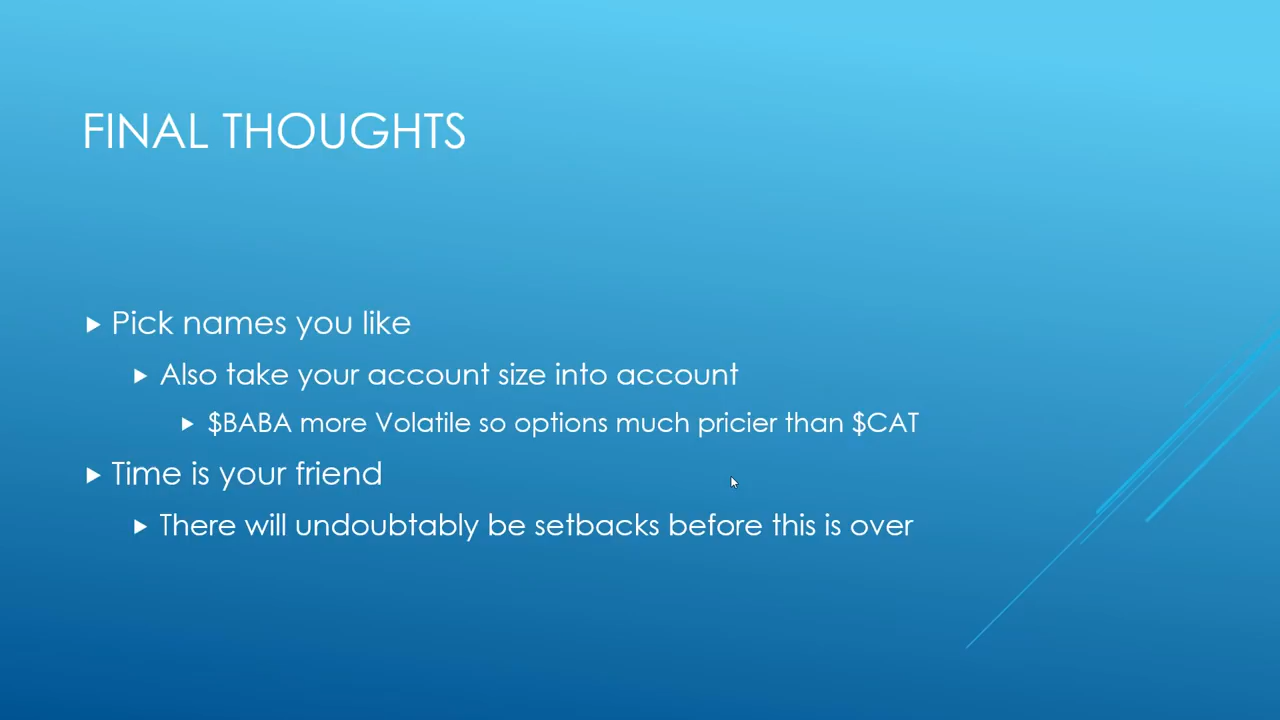 FINAL THOUGHTS
Pick names you like
Also take your account size into account
$BABA more Volatile so options much pricier than $CAT
Time is your friend
There will undoubtably be setbacks before this is over